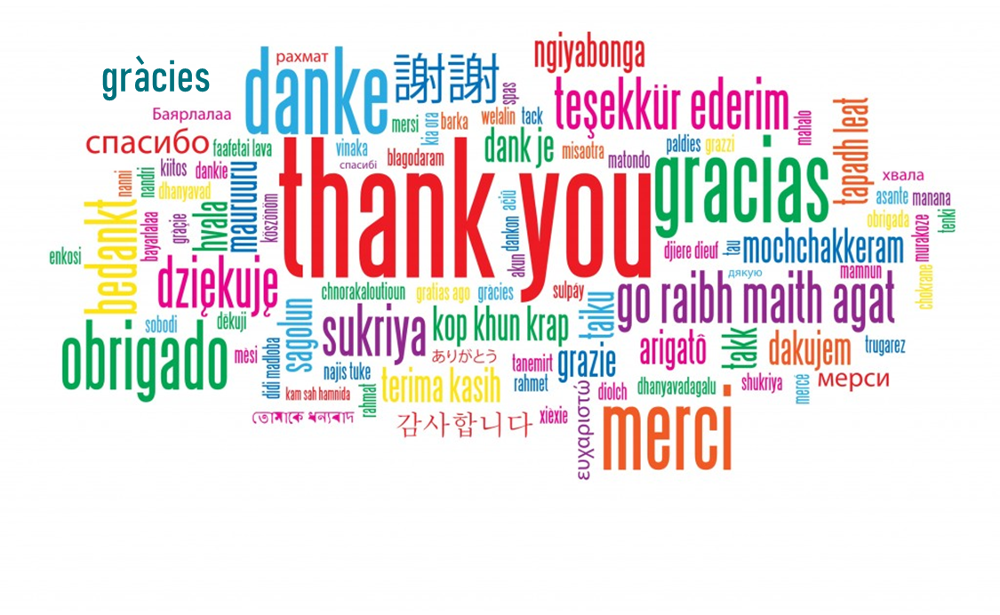 gràcies
рахмат
danke
謝謝
spas
ngiyabonga
teşekkür ederim
mahalo
tapadh leat
Баярлалаа
спасибо
faafetai lava
vinaka
спасибі
mersi
kia ora
barka
welalin
tack
blagodaram
dank je
misaotra
matondo
paldies
grazzi
gracias
хвала
nanni
nandri
kiitos
dankie
dhanyavad
mauruuru
köszönöm
thank you
dankon
ačiū
akun
asante
manana
obrigada
murakoze
tenki
enkosi
bedankt
bayarlalaa
graçie
hvala
djiere dieuf
tau
mochchakkeram
mamnun
дякую
chokrane
dziękuję
chnorakaloutioun
gratias ago
gràcies
sulpáy
go raibh maith agat
sobodi
dėkuji
sagolun
sukriya
kop khun krap
taiku
obrigado
mèsi
didi madloba
najis tuke
ありがとう
tanemirt
grazie
arigatô
takk
dakujem
trugarez
kam sah hamnida
rahmat
terima kasih
rahmet
diolch
dhanyavadagalu
shukriya
merce
мерси
감사합니다
xièxie
ευχαριστώ
merci